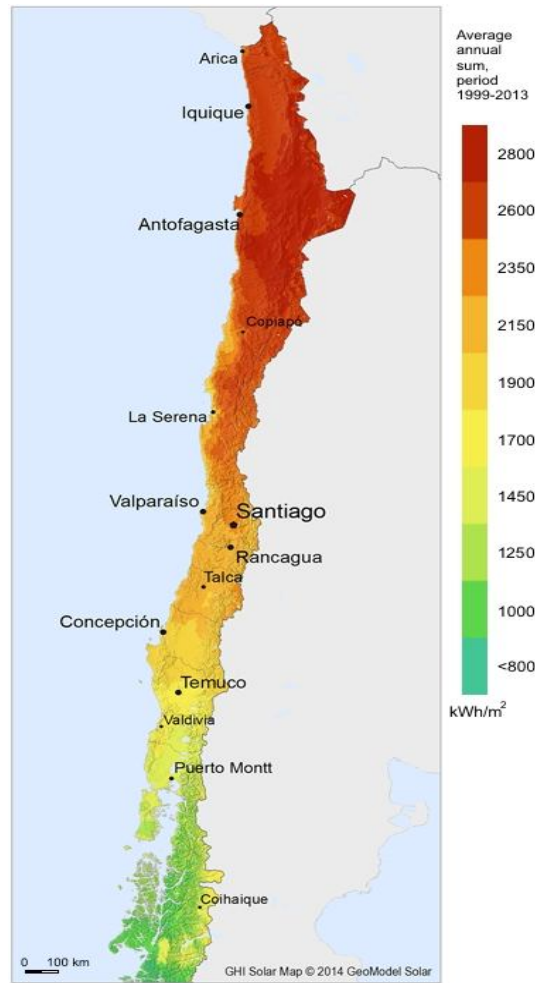 Arica
Iquique
Antofagasta
Copiapó
La Serena
Valparaíso
Santiago
Rancagua
Talca
Concepción
Temuco
Valdivia
Puerto Montt
Coihaique
0 100 km
GHI Solar Map © 2014 GeoModel Solar
Average
annual
sum,
period
1999-2013
2800
2600
2350
2150
1900
1700
1450
1250
1000
<800
kWh/m²